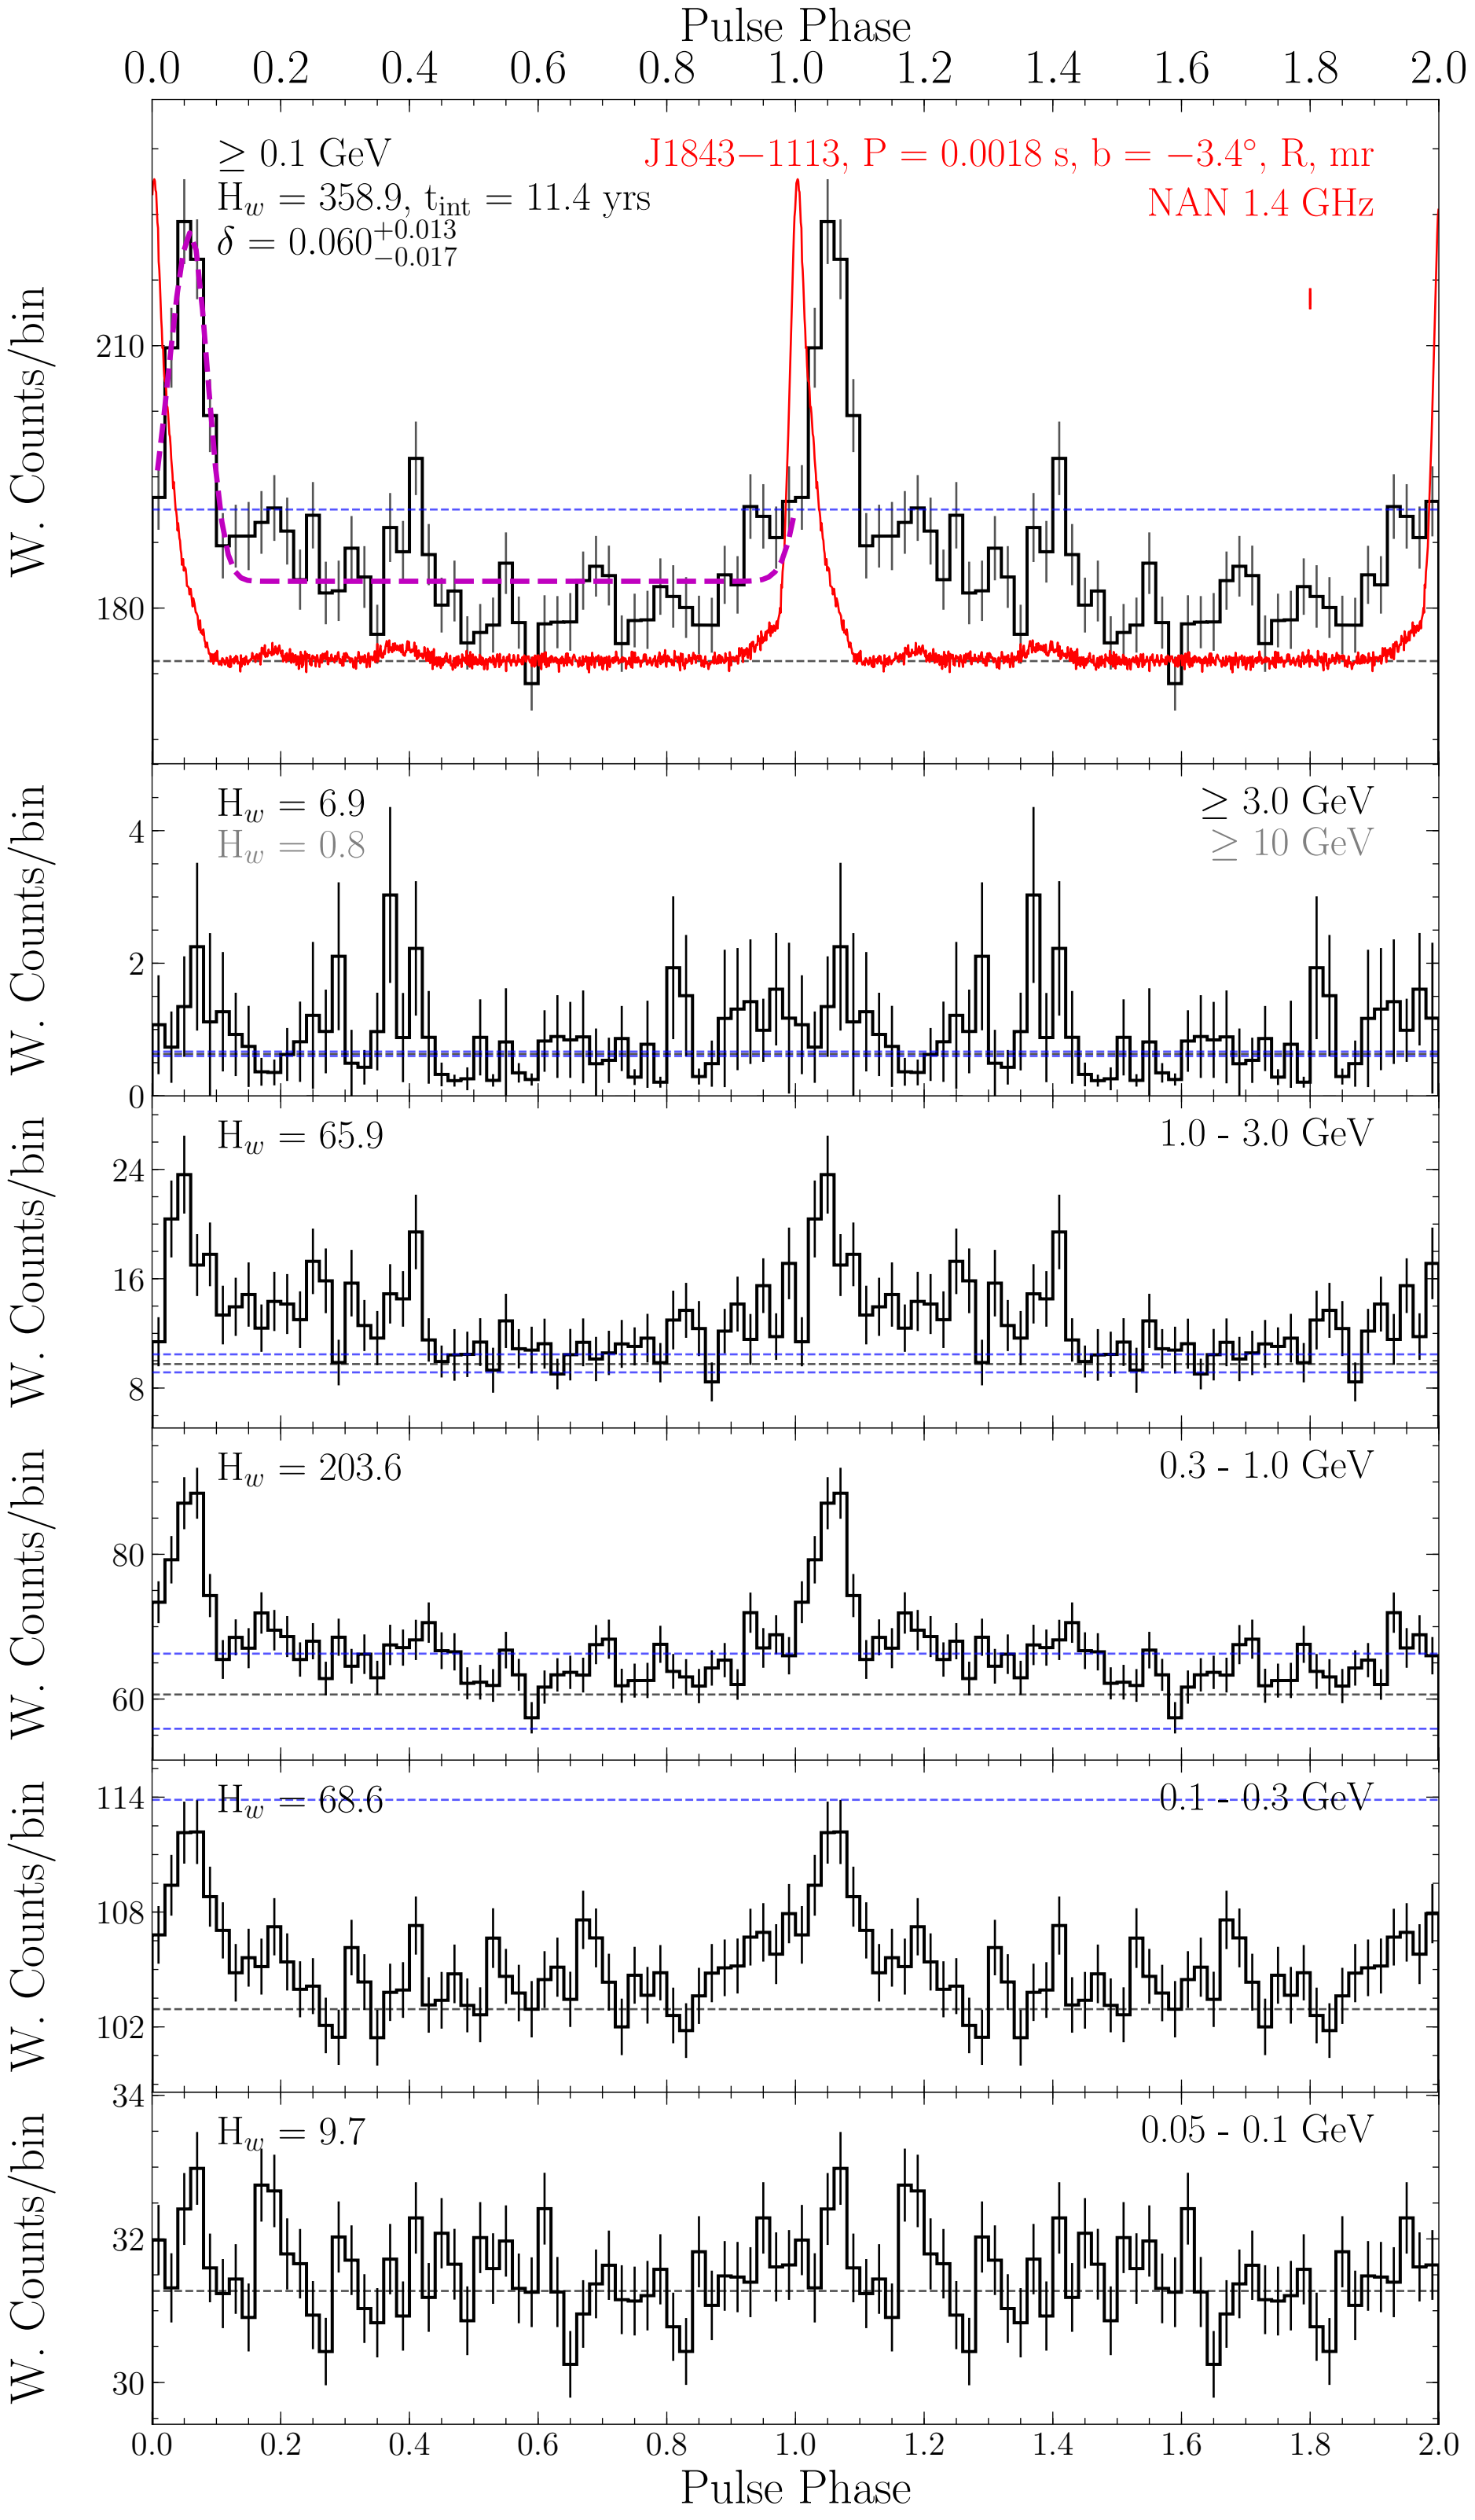 Pulse Phase
0.0 0.2 0.4 0.6 0.8 1.0 1.2 1.4 1.6 1.8 2.0
≥ 0.1 GeV
H_w = 358.9, t_int = 11.4 yrs
δ = 0.060 +0.013 −0.017
J1843−1113, P = 0.0018 s, b = −3.4°, R, mr
NAN 1.4 GHz
W. Counts/bin
210
180
H_w = 6.9
H_w = 0.8
≥ 3.0 GeV
≥ 10 GeV
W. Counts/bin
4
2
0
H_w = 65.9
1.0 - 3.0 GeV
W. Counts/bin
24
16
8
H_w = 203.6
0.3 - 1.0 GeV
W. Counts/bin
80
60
H_w = 68.6
0.1 - 0.3 GeV
W. Counts/bin
114
108
102
H_w = 9.7
0.05 - 0.1 GeV
W. Counts/bin
34
32
30
0.0 0.2 0.4 0.6 0.8 1.0 1.2 1.4 1.6 1.8 2.0
Pulse Phase